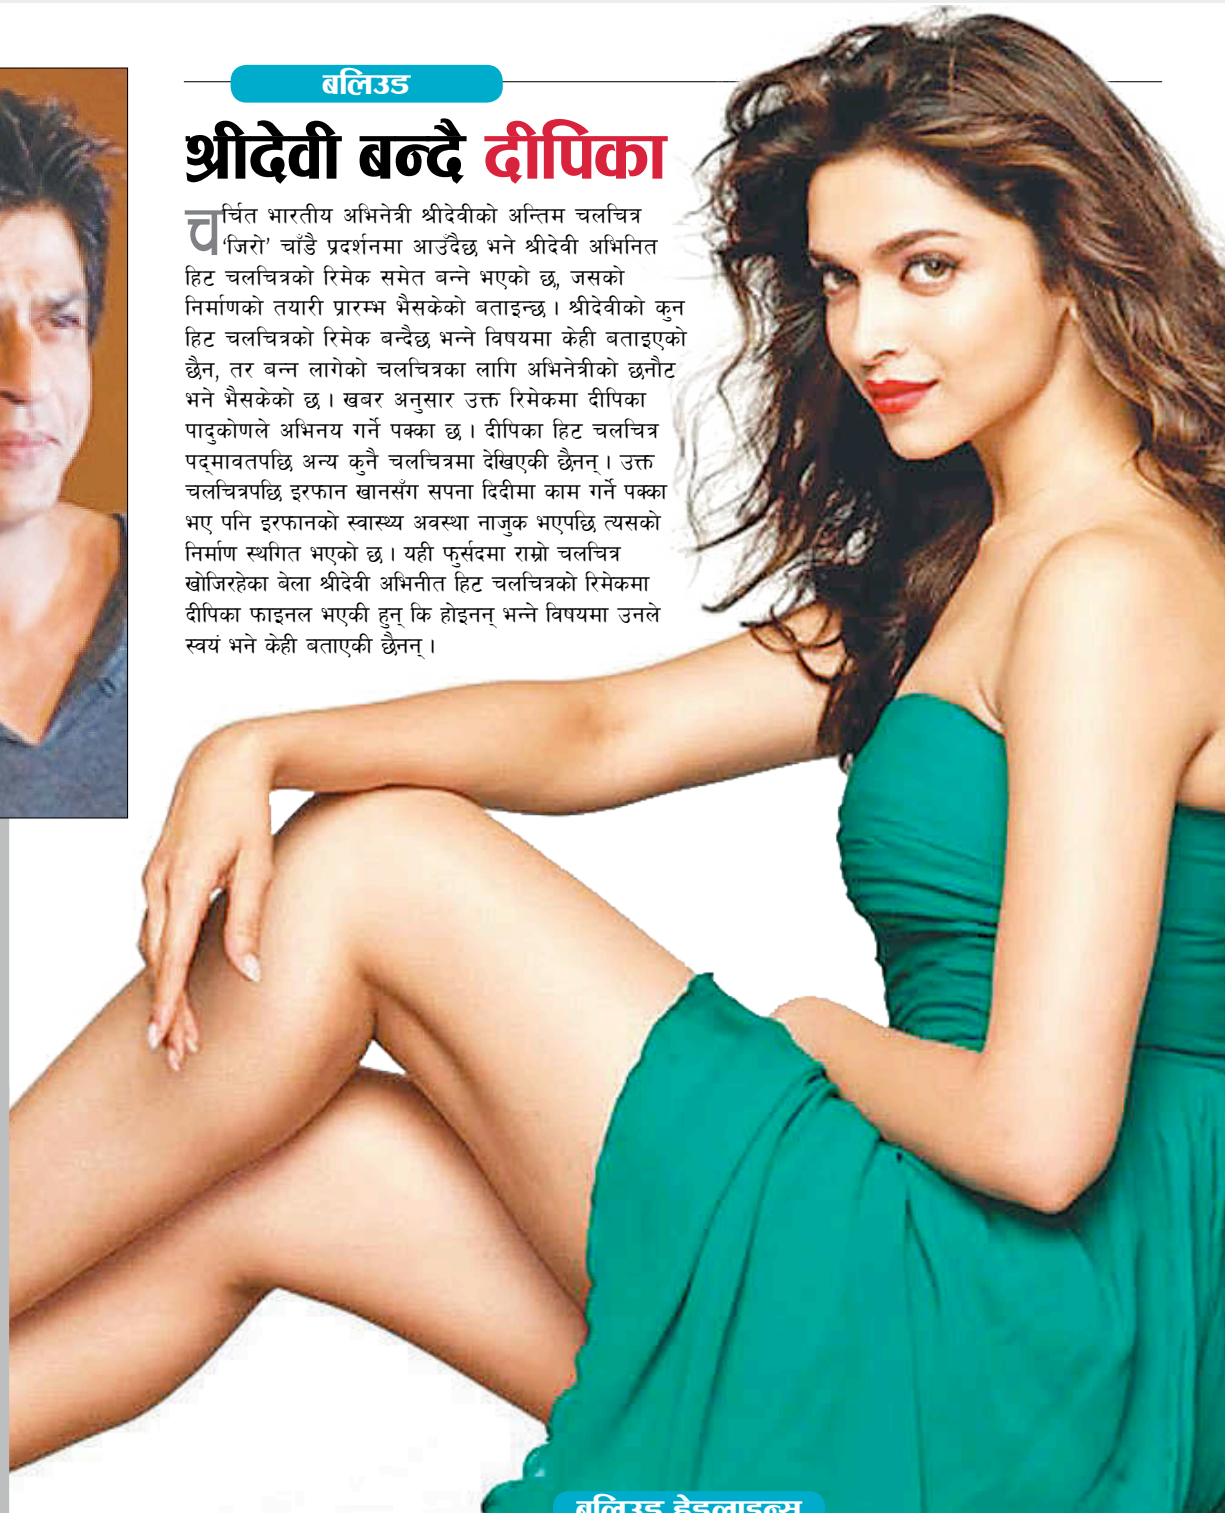 बलिउड
श्रीदेवी बन्दै दीपिका
चर्चित भारतीय अभिनेत्री श्रीदेवीको अन्तिम चलचित्र
‘जिरो’ चाँडै प्रदर्शनमा आउँदैछ भने श्रीदेवी अभिनित
हिट चलचित्रको रिमेक समेत बन्ने भएको छ, जसको
निर्माणको तयारी प्रारम्भ भैसकेको बताइन्छ । श्रीदेवीको कुन
हिट चलचित्रको रिमेक बन्दैछ भन्ने विषयमा केही बताइएको
छैन, तर बन्न लागेको चलचित्रका लागि अभिनेत्रीको छनौट
भने भैसकेको छ । खबर अनुसार उक्त रिमेकमा दीपिका
पादुकोणले अभिनय गर्ने पक्का छ । दीपिका हिट चलचित्र
पद्मावतपछि अन्य कुनै चलचित्रमा देखिएकी छैनन् । उक्त
चलचित्रपछि इरफान खानसँग सपना दिदीमा काम गर्ने पक्का
भए पनि इरफानको स्वास्थ्य अवस्था नाजुक भएपछि त्यसको
निर्माण स्थगित भएको छ । यही फुर्सदमा राम्रो चलचित्र
खोजिरहेका बेला श्रीदेवी अभिनीत हिट चलचित्रको रिमेकमा
दीपिका फाइनल भएकी हुन् कि होइनन् भन्ने विषयमा उनले
स्वयं भने केही बताएकी छैनन् ।
बलिउड हेडलाइन्स